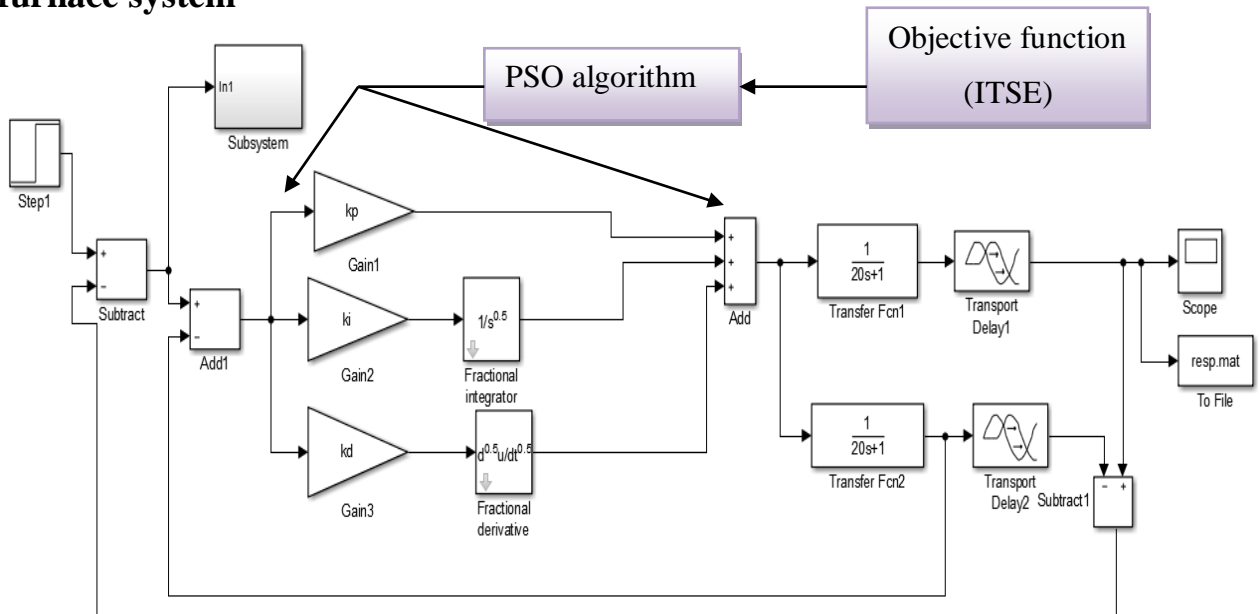 furnace system
Objective function
(ITSE)
PSO algorithm
In1
Subsystem
Step1
+
−
Subtract
+
−
Add1
kp
Gain1
ki
Gain2
1/s^0.5
Fractional
integrator
kd
Gain3
d^0.5u/dt^0.5
Fractional
derivative
+
+
+
Add
1
20s+1
Transfer Fcn1
Transport
Delay1
Scope
resp.mat
To File
1
20s+1
Transfer Fcn2
Transport
Delay2
− +
Subtract1